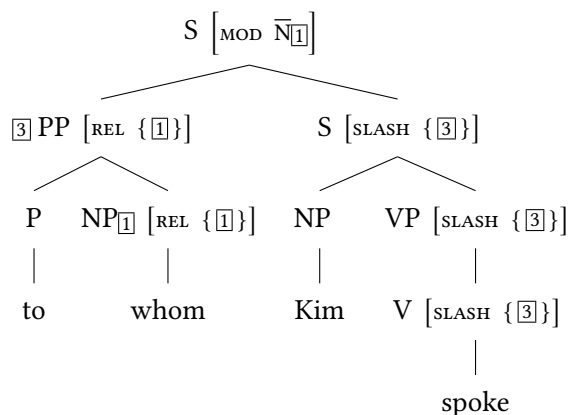 S [MOD N̅1]
3 PP [REL {1}] S [SLASH {3}]
P NP1 [REL {1}] NP VP [SLASH {3}]
to whom Kim V [SLASH {3}]
spoke